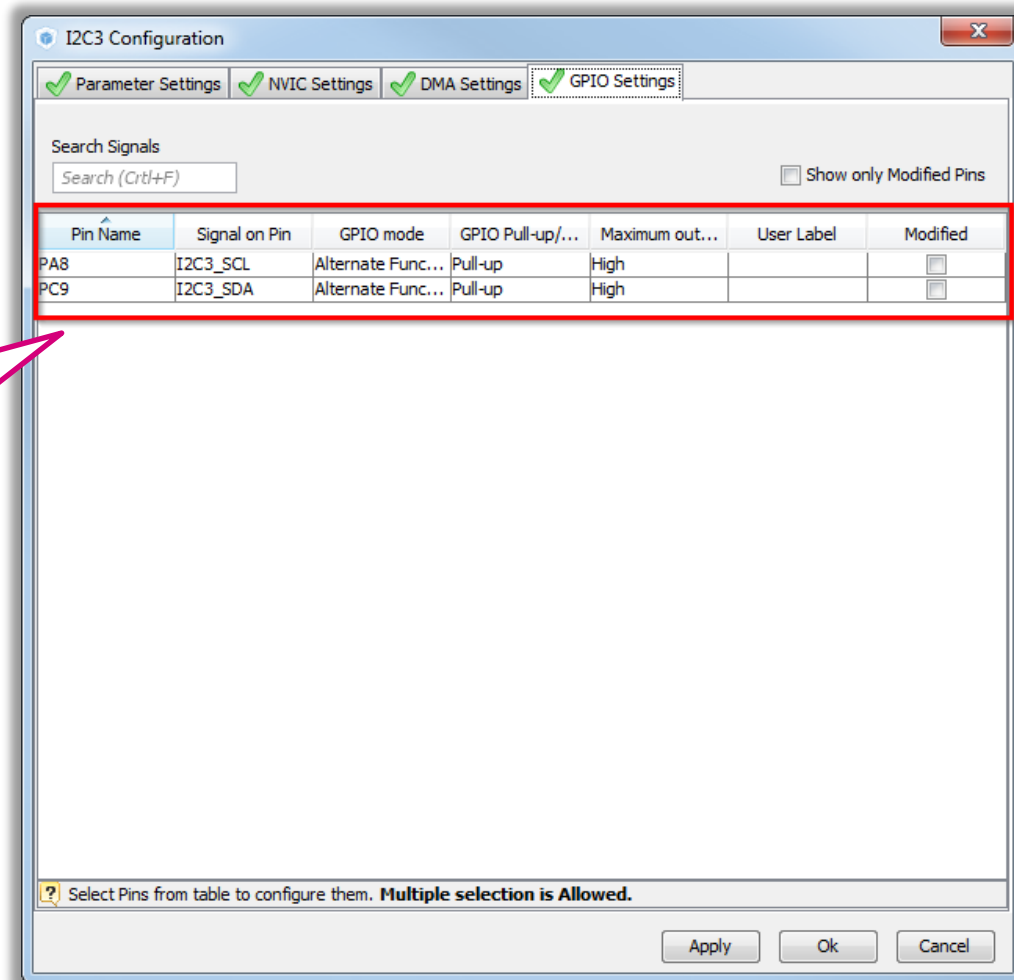 I2C3 Configuration
x
Parameter Settings NVIC Settings DMA Settings GPIO Settings
Search Signals
Search (Crtl+F) Show only Modified Pins
Pin Name Signal on Pin GPIO mode GPIO Pull-up/... Maximum out... User Label Modified
PA8 I2C3_SCL Alternate Func... Pull-up High
PC9 I2C3_SDA Alternate Func... Pull-up High
? Select Pins from table to configure them. Multiple selection is Allowed.
Apply Ok Cancel